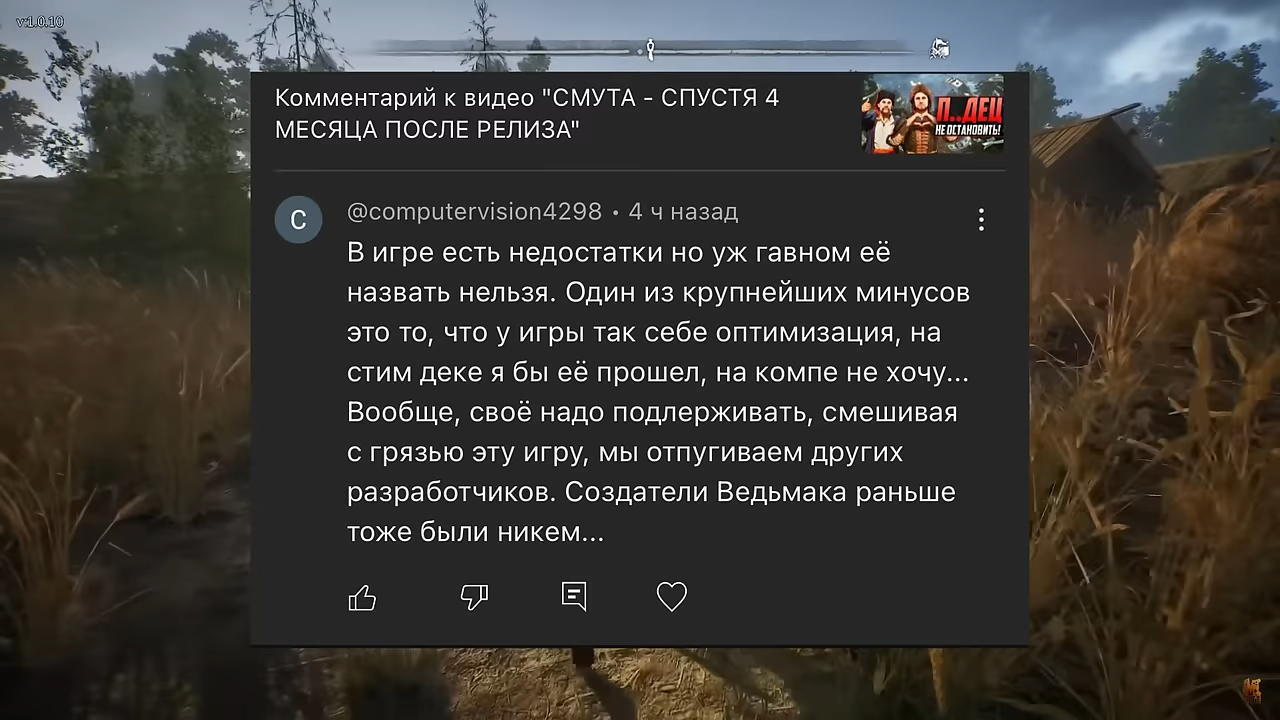 v:1.0.10
Комментарий к видео "СМУТА - СПУСТЯ 4
МЕСЯЦА ПОСЛЕ РЕЛИЗА"
П..ДЕЦ
НЕ ОСТАНОВИТЬ!
C
@computervision4298 • 4 ч назад
В игре есть недостатки но уж гавном её
назвать нельзя. Один из крупнейших минусов
это то, что у игры так себе оптимизация, на
стим деке я бы её прошел, на компе не хочу...
Вообще, своё надо подлерживать, смешивая
с грязью эту игру, мы отпугиваем других
разработчиков. Создатели Ведьмака раньше
тоже были никем...